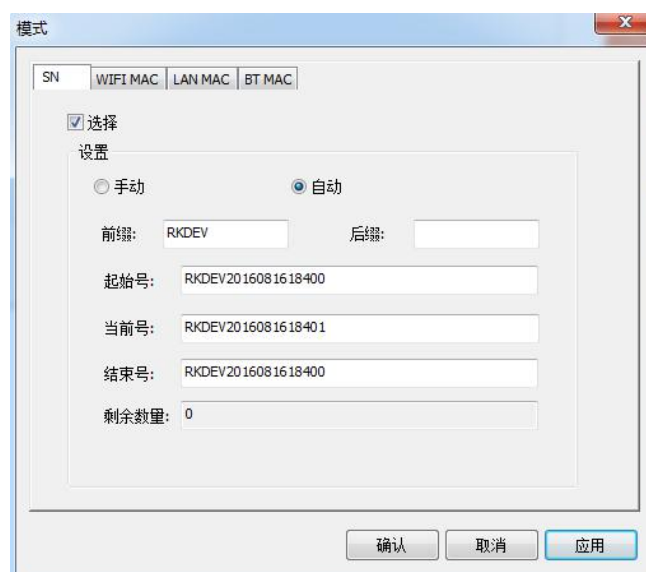 模式
SN WIFI MAC LAN MAC BT MAC
选择
设置
手动 自动
前缀: RKDEV 后缀:
起始号: RKDEV2016081618400
当前号: RKDEV2016081618401
结束号: RKDEV2016081618400
剩余数量: 0
确认 取消 应用